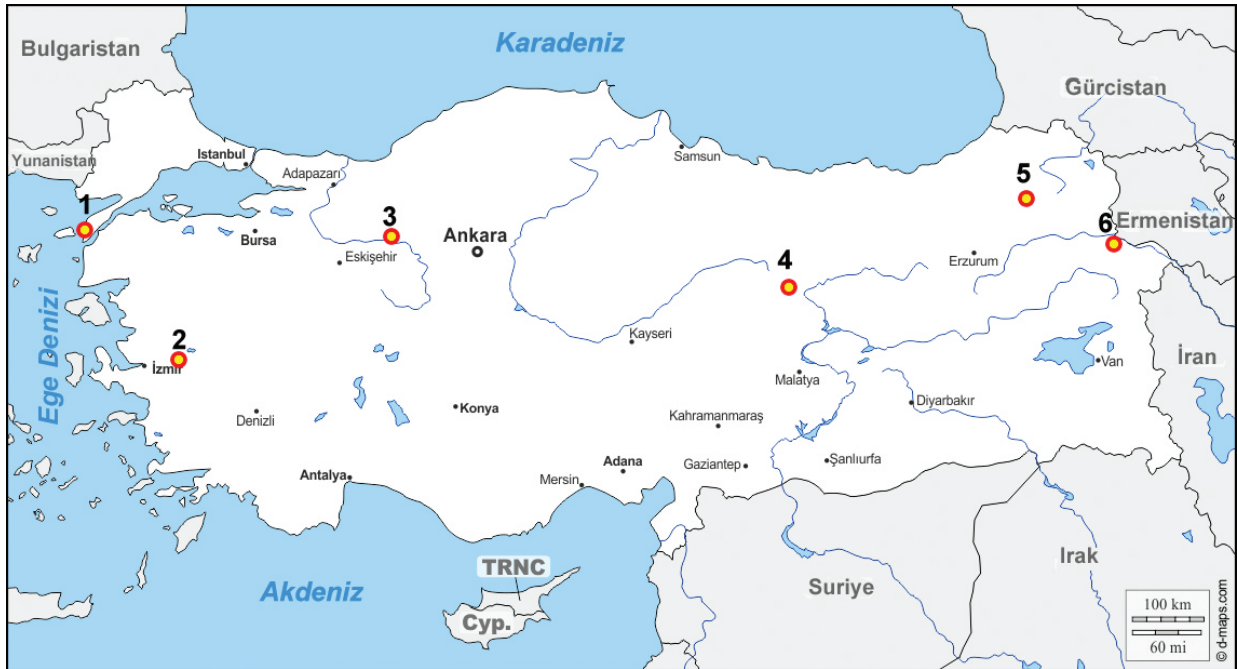 Karadeniz
Bulgaristan
Gürcistan
Yunanistan
Istanbul
Samsun
Adapazarı
5
1
3
Ermenistan
6
Bursa
Ankara
Eskişehir
4
Erzurum
2
Kayseri
İzmir
Van
İran
Ege Denizi
Malatya
Denizli
Konya
Diyarbakır
Kahramanmaraş
Antalya
Mersin
Adana
Gaziantep
Şanlıurfa
Irak
TRNC
Suriye
Akdeniz
Cyp.
100 km
60 mi
© d-maps.com